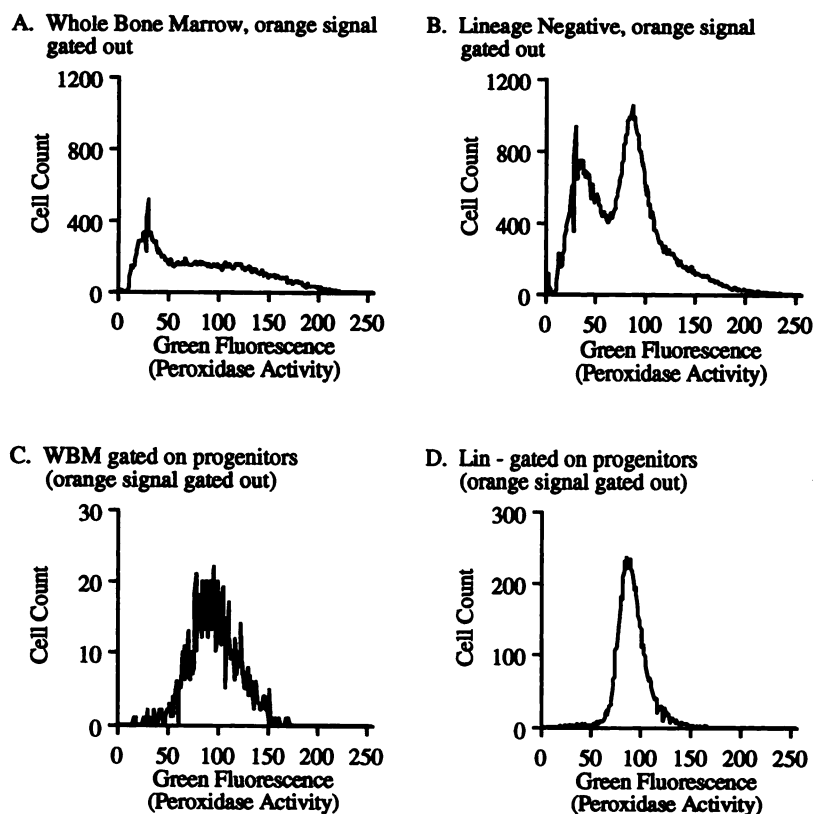 A. Whole Bone Marrow, orange signal
gated out
1200
800
400
0
Cell Count
0 50 100 150 200 250
Green Fluorescence
(Peroxidase Activity)
B. Lineage Negative, orange signal
gated out
1200
800
400
0
Cell Count
0 50 100 150 200 250
Green Fluorescence
(Peroxidase Activity)
C. WBM gated on progenitors
(orange signal gated out)
30
20
10
0
Cell Count
0 50 100 150 200 250
Green Fluorescence
(Peroxidase Activity)
D. Lin - gated on progenitors
(orange signal gated out)
300
200
100
0
Cell Count
0 50 100 150 200 250
Green Fluorescence
(Peroxidase Activity)